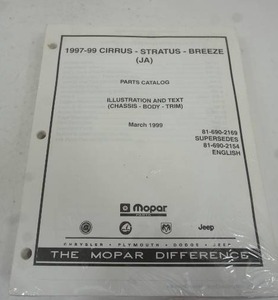 1997-99 CIRRUS - STRATUS - BREEZE
(JA)
PARTS CATALOG
ILLUSTRATION AND TEXT
(CHASSIS - BODY - TRIM)
March 1999
81-690-2169
SUPERSEDES
81-690-2154
ENGLISH
Mopar
PARTS
Jeep
CHRYSLER • PLYMOUTH • DODGE • JEEP
THE MOPAR DIFFERENCE